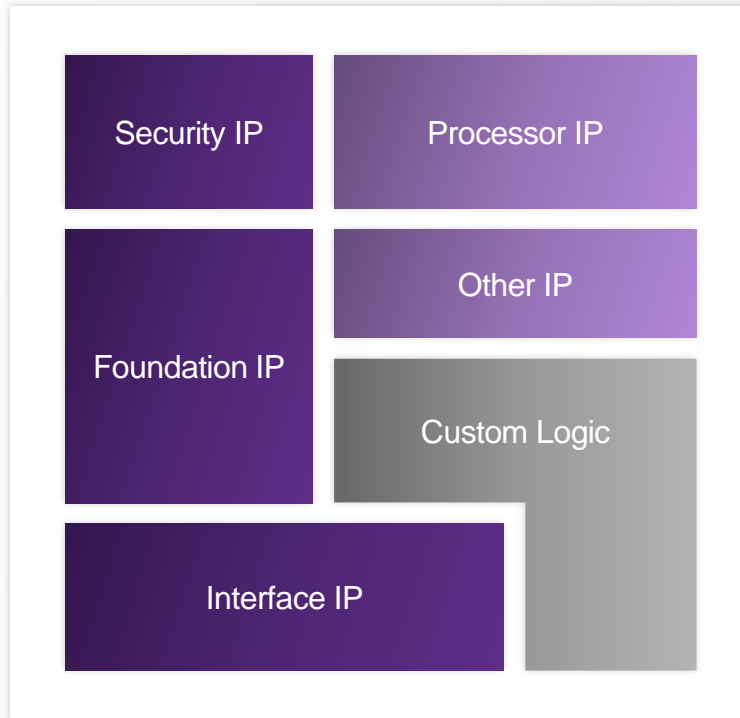 Security IP
Processor IP
Other IP
Foundation IP
Custom Logic
Interface IP